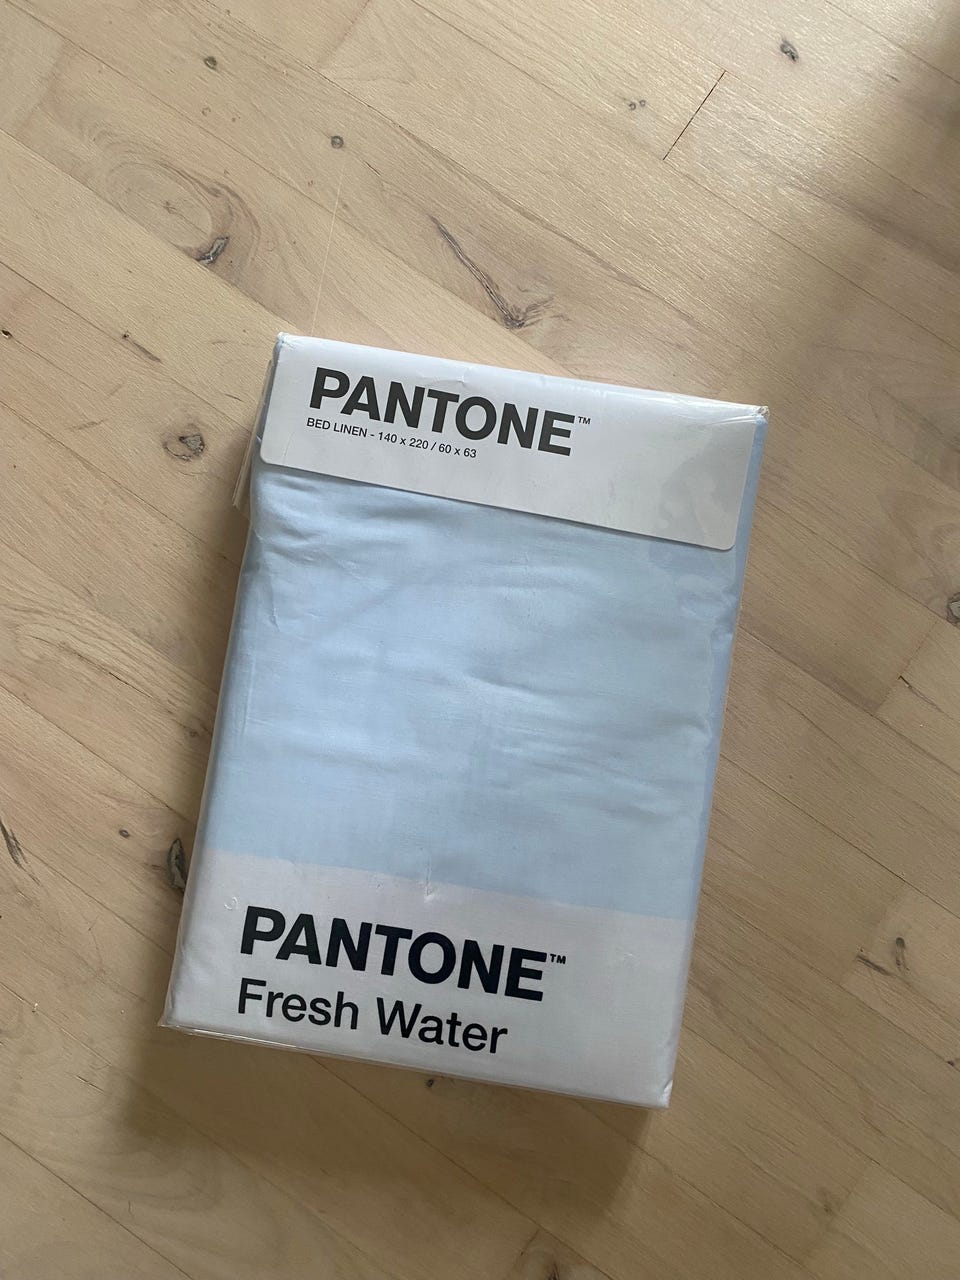 PANTONE™
BED LINEN - 140 x 220 / 60 x 63
PANTONE™
Fresh Water